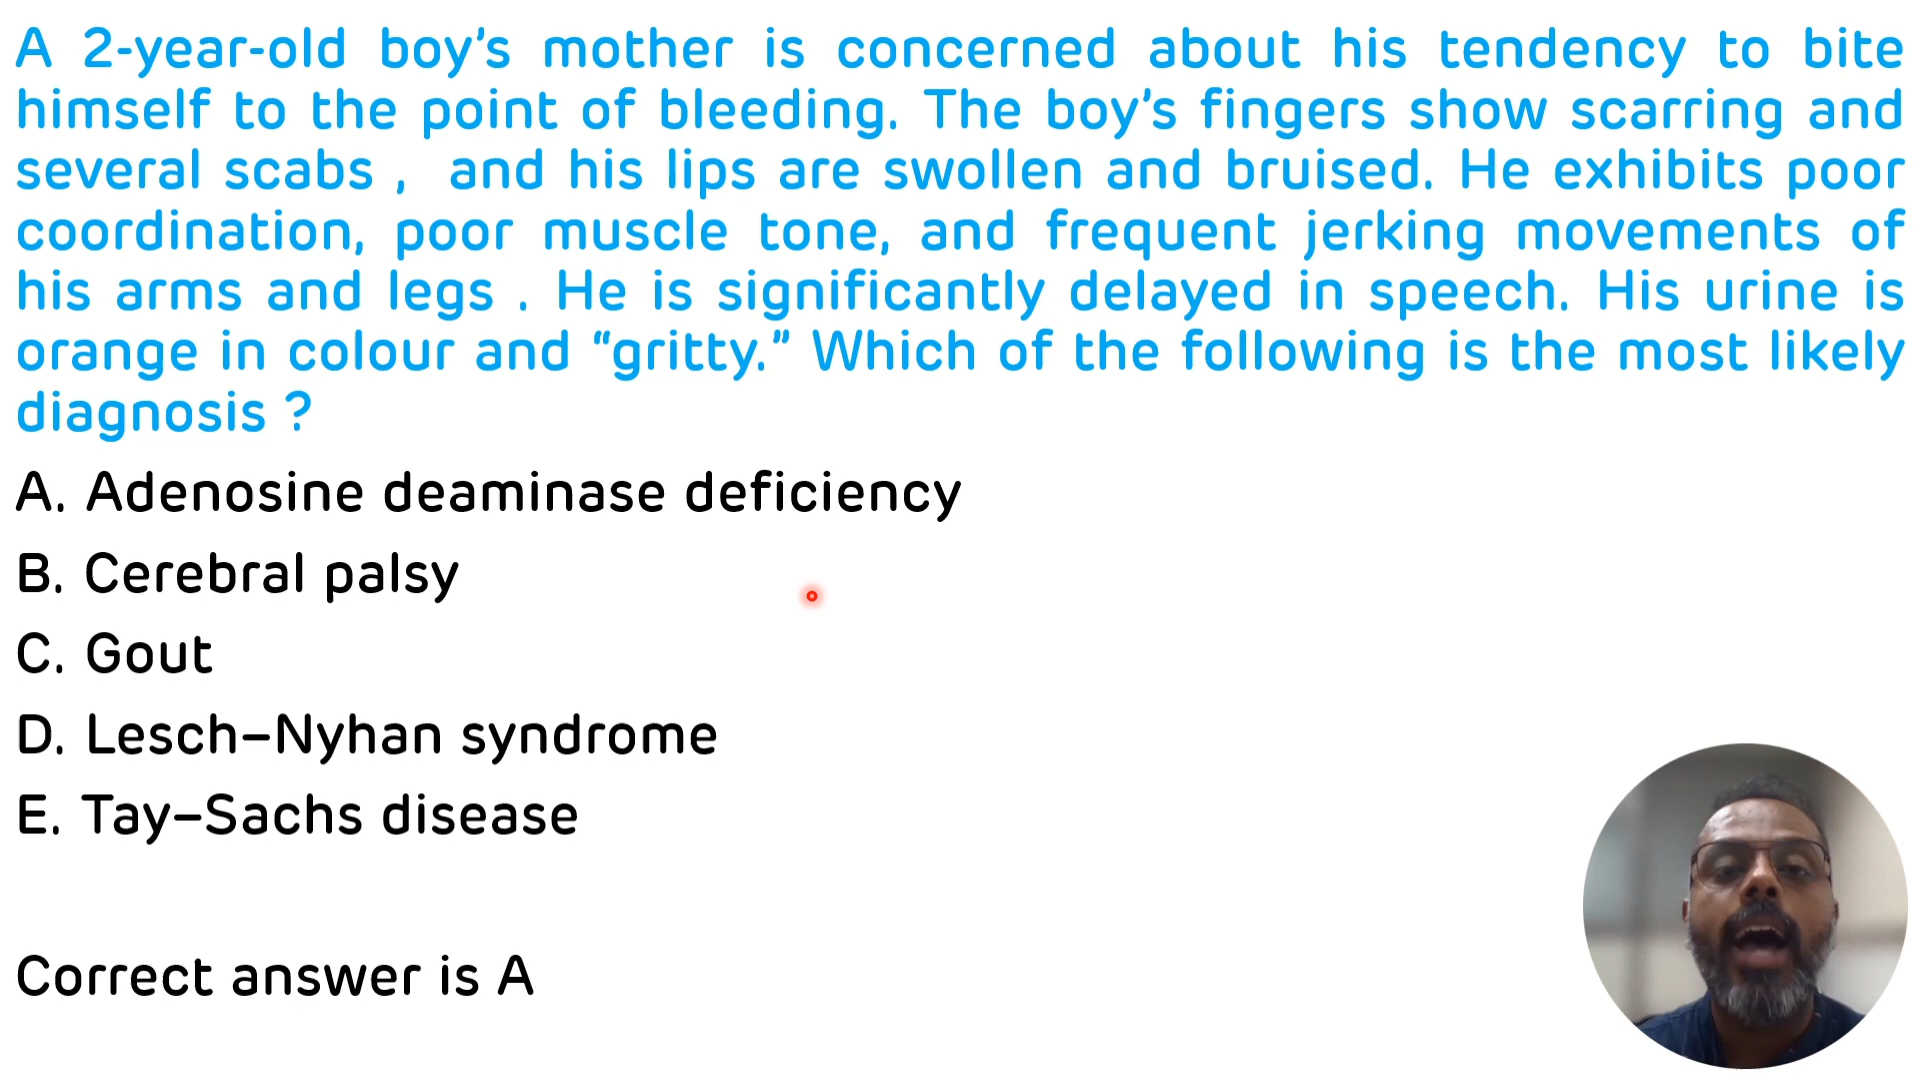 A 2-year-old boy’s mother is concerned about his tendency to bite
himself to the point of bleeding. The boy’s fingers show scarring and
several scabs , and his lips are swollen and bruised. He exhibits poor
coordination, poor muscle tone, and frequent jerking movements of
his arms and legs . He is significantly delayed in speech. His urine is
orange in colour and “gritty.” Which of the following is the most likely
diagnosis ?
A. Adenosine deaminase deficiency
B. Cerebral palsy
C. Gout
D. Lesch–Nyhan syndrome
E. Tay–Sachs disease
Correct answer is A